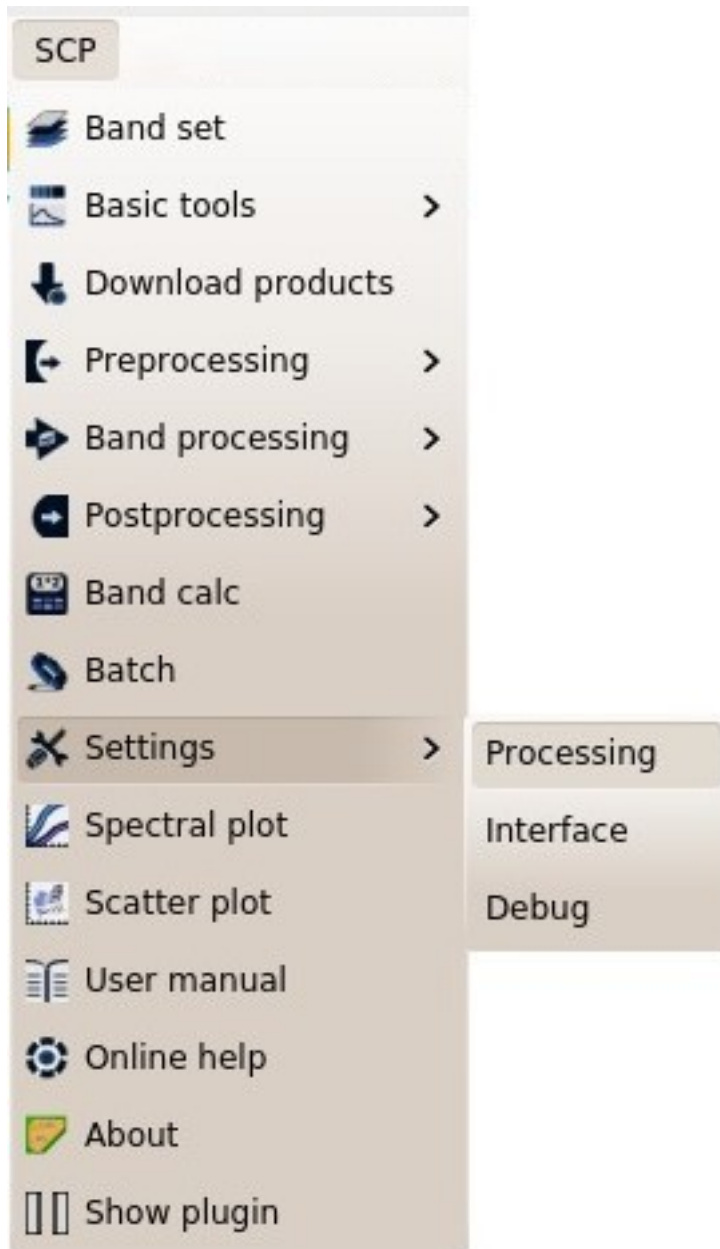 SCP
Band set
Basic tools
Download products
Preprocessing
Band processing
Postprocessing
Band calc
Batch
Settings
Processing
Interface
Debug
Spectral plot
Scatter plot
User manual
Online help
About
Show plugin